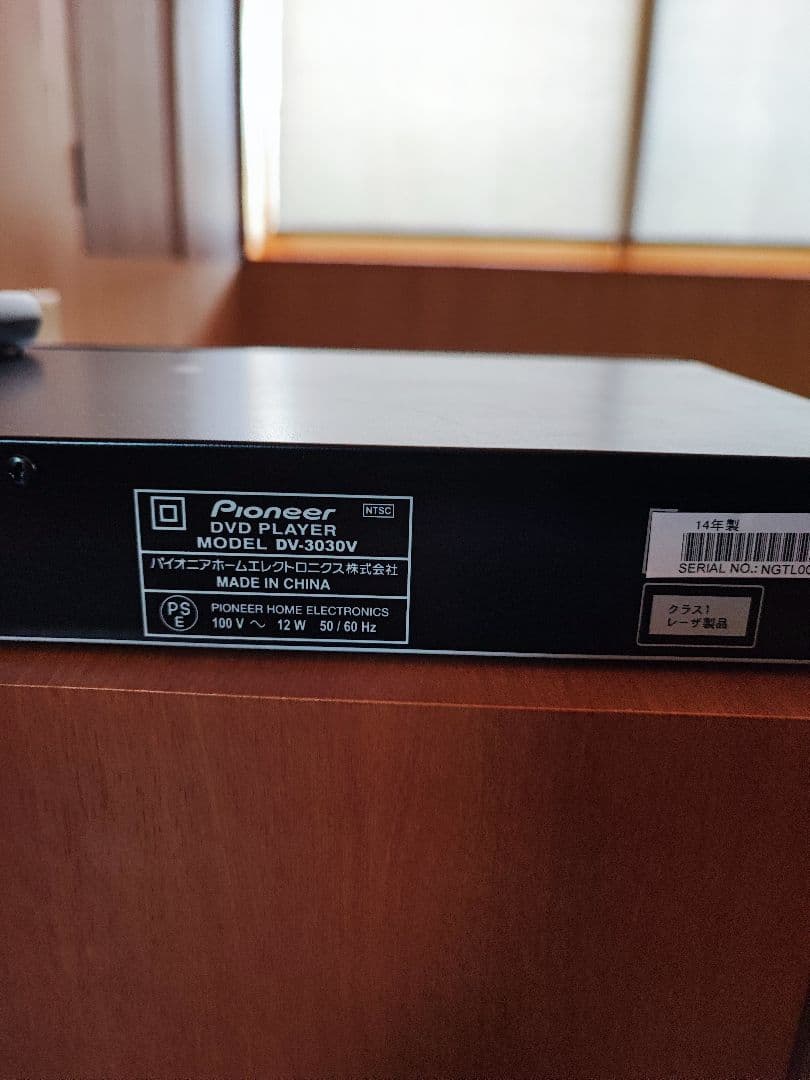 Pioneer NTSC
DVD PLAYER
MODEL DV-3030V
パイオニアホームエレクトロニクス株式会社
MADE IN CHINA
PS
E
PIONEER HOME ELECTRONICS
100 V ～ 12 W 50 / 60 Hz
14年製
SERIAL NO.: NGTL00
クラス1
レーザ製品